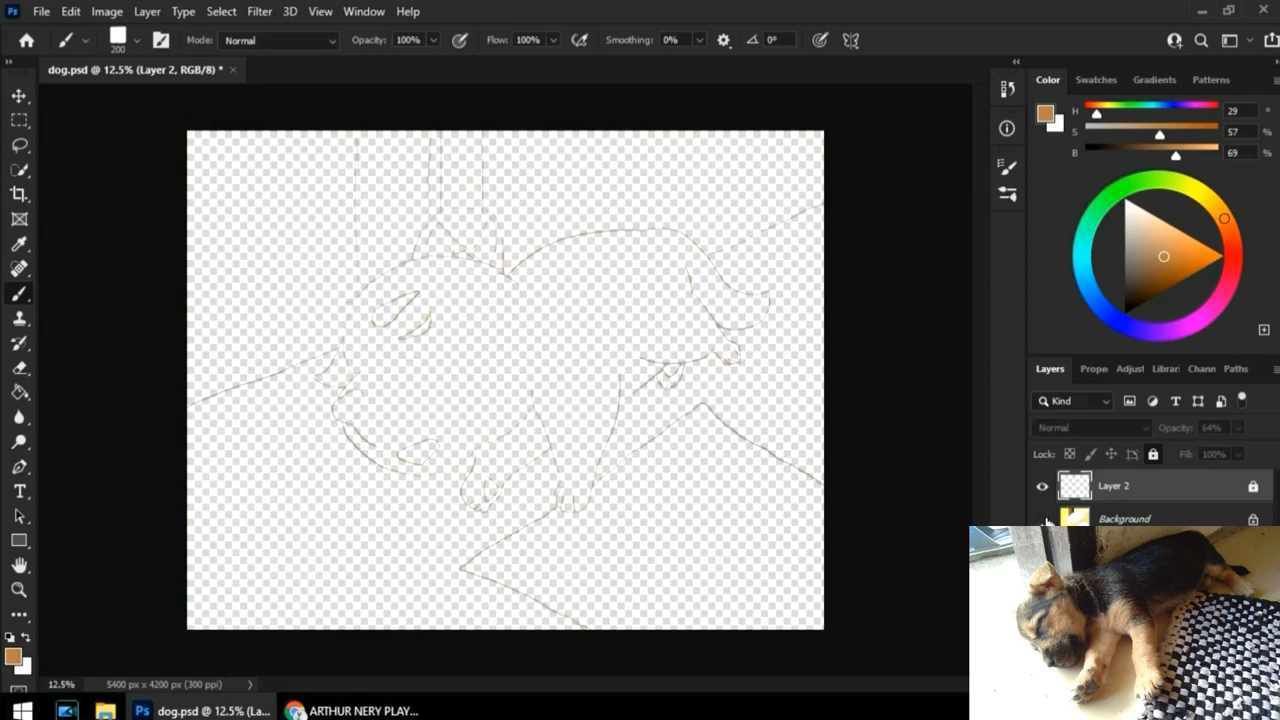 Ps File Edit Image Layer Type Select Filter 3D View Window Help
200 Mode: Normal Opacity: 100% Flow: 100% Smoothing: 0% 0°
dog.psd @ 12.5% (Layer 2, RGB/8) * ×
Color Swatches Gradients Patterns
H 29 °
S 57 %
B 69 %
Layers Prope Adjust Librari Chann Paths
Kind
Normal Opacity: 64%
Lock: Fill: 100%
Layer 2
Background
12.5% 5400 px x 4200 px (300 ppi)
Ps dog.psd @ 12.5% (La... ARTHUR NERY PLAY...